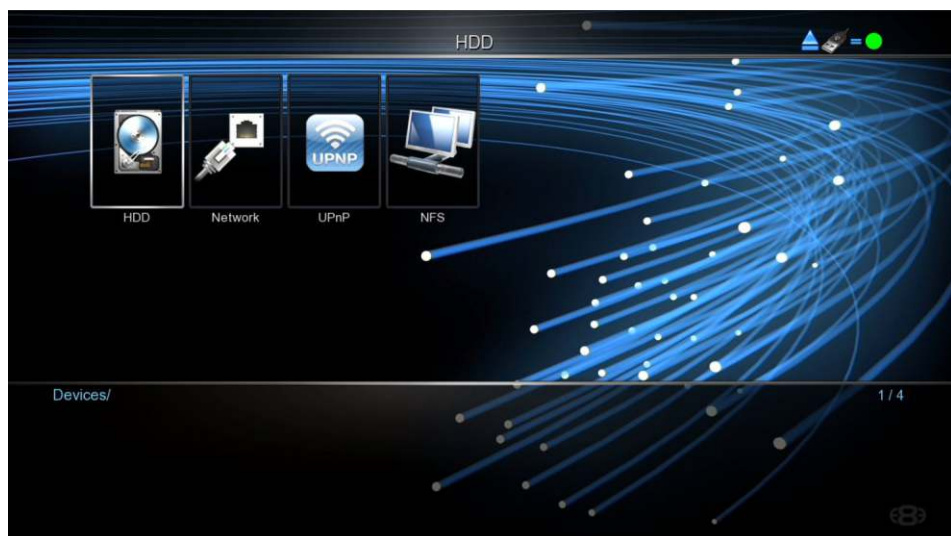 HDD
=
UPNP
HDD Network UPnP NFS
Devices/ 1 / 4